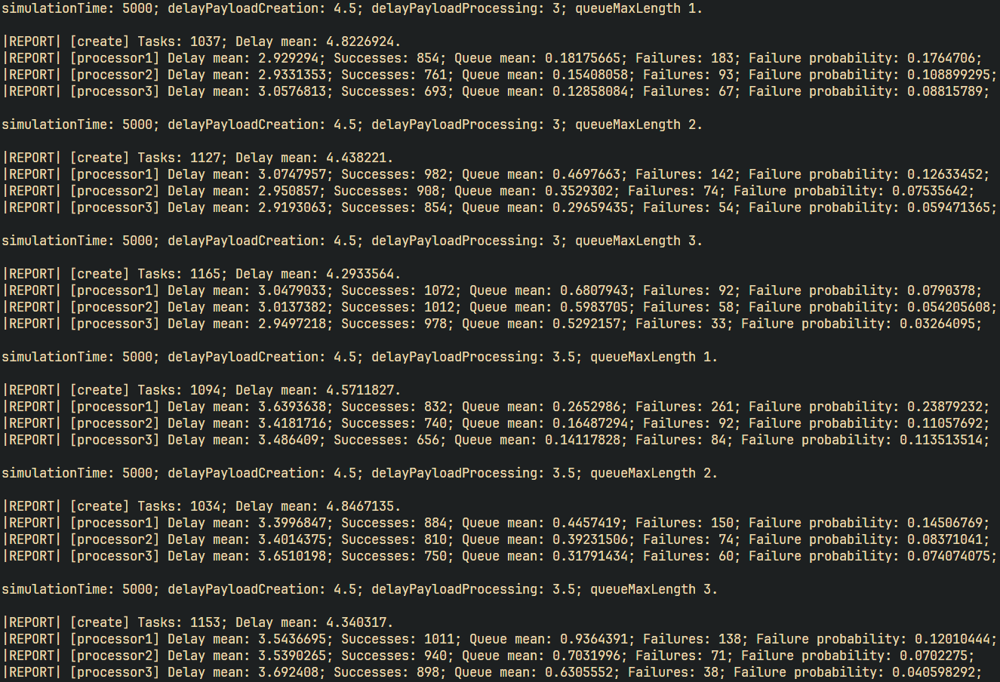 simulationTime: 5000; delayPayloadCreation: 4.5; delayPayloadProcessing: 3; queueMaxLength 1.
|REPORT| [create] Tasks: 1037; Delay mean: 4.8226924.
|REPORT| [processor1] Delay mean: 2.929294; Successes: 854; Queue mean: 0.18175665; Failures: 183; Failure probability: 0.1764706;
|REPORT| [processor2] Delay mean: 2.9331353; Successes: 761; Queue mean: 0.15408058; Failures: 93; Failure probability: 0.108899295;
|REPORT| [processor3] Delay mean: 3.0576813; Successes: 693; Queue mean: 0.12858084; Failures: 67; Failure probability: 0.08815789;
simulationTime: 5000; delayPayloadCreation: 4.5; delayPayloadProcessing: 3; queueMaxLength 2.
|REPORT| [create] Tasks: 1127; Delay mean: 4.438221.
|REPORT| [processor1] Delay mean: 3.0747957; Successes: 982; Queue mean: 0.4697663; Failures: 142; Failure probability: 0.12633452;
|REPORT| [processor2] Delay mean: 2.950857; Successes: 908; Queue mean: 0.3529302; Failures: 74; Failure probability: 0.07535642;
|REPORT| [processor3] Delay mean: 2.9193063; Successes: 854; Queue mean: 0.29659435; Failures: 54; Failure probability: 0.059471365;
simulationTime: 5000; delayPayloadCreation: 4.5; delayPayloadProcessing: 3; queueMaxLength 3.
|REPORT| [create] Tasks: 1165; Delay mean: 4.2933564.
|REPORT| [processor1] Delay mean: 3.0479033; Successes: 1072; Queue mean: 0.6807943; Failures: 92; Failure probability: 0.0790378;
|REPORT| [processor2] Delay mean: 3.0137382; Successes: 1012; Queue mean: 0.5983705; Failures: 58; Failure probability: 0.054205608;
|REPORT| [processor3] Delay mean: 2.9497218; Successes: 978; Queue mean: 0.5292157; Failures: 33; Failure probability: 0.03264095;
simulationTime: 5000; delayPayloadCreation: 4.5; delayPayloadProcessing: 3.5; queueMaxLength 1.
|REPORT| [create] Tasks: 1094; Delay mean: 4.5711827.
|REPORT| [processor1] Delay mean: 3.6393638; Successes: 832; Queue mean: 0.2652986; Failures: 261; Failure probability: 0.23879232;
|REPORT| [processor2] Delay mean: 3.4181716; Successes: 740; Queue mean: 0.16487294; Failures: 92; Failure probability: 0.11057692;
|REPORT| [processor3] Delay mean: 3.486409; Successes: 656; Queue mean: 0.14117828; Failures: 84; Failure probability: 0.113513514;
simulationTime: 5000; delayPayloadCreation: 4.5; delayPayloadProcessing: 3.5; queueMaxLength 2.
|REPORT| [create] Tasks: 1034; Delay mean: 4.8467135.
|REPORT| [processor1] Delay mean: 3.3996847; Successes: 884; Queue mean: 0.4457419; Failures: 150; Failure probability: 0.14506769;
|REPORT| [processor2] Delay mean: 3.4014375; Successes: 810; Queue mean: 0.39231506; Failures: 74; Failure probability: 0.08371041;
|REPORT| [processor3] Delay mean: 3.6510198; Successes: 750; Queue mean: 0.31791434; Failures: 60; Failure probability: 0.074074075;
simulationTime: 5000; delayPayloadCreation: 4.5; delayPayloadProcessing: 3.5; queueMaxLength 3.
|REPORT| [create] Tasks: 1153; Delay mean: 4.340317.
|REPORT| [processor1] Delay mean: 3.5436695; Successes: 1011; Queue mean: 0.9364391; Failures: 138; Failure probability: 0.12010444;
|REPORT| [processor2] Delay mean: 3.5390265; Successes: 940; Queue mean: 0.7031996; Failures: 71; Failure probability: 0.0702275;
|REPORT| [processor3] Delay mean: 3.692408; Successes: 898; Queue mean: 0.6305552; Failures: 38; Failure probability: 0.040598292;